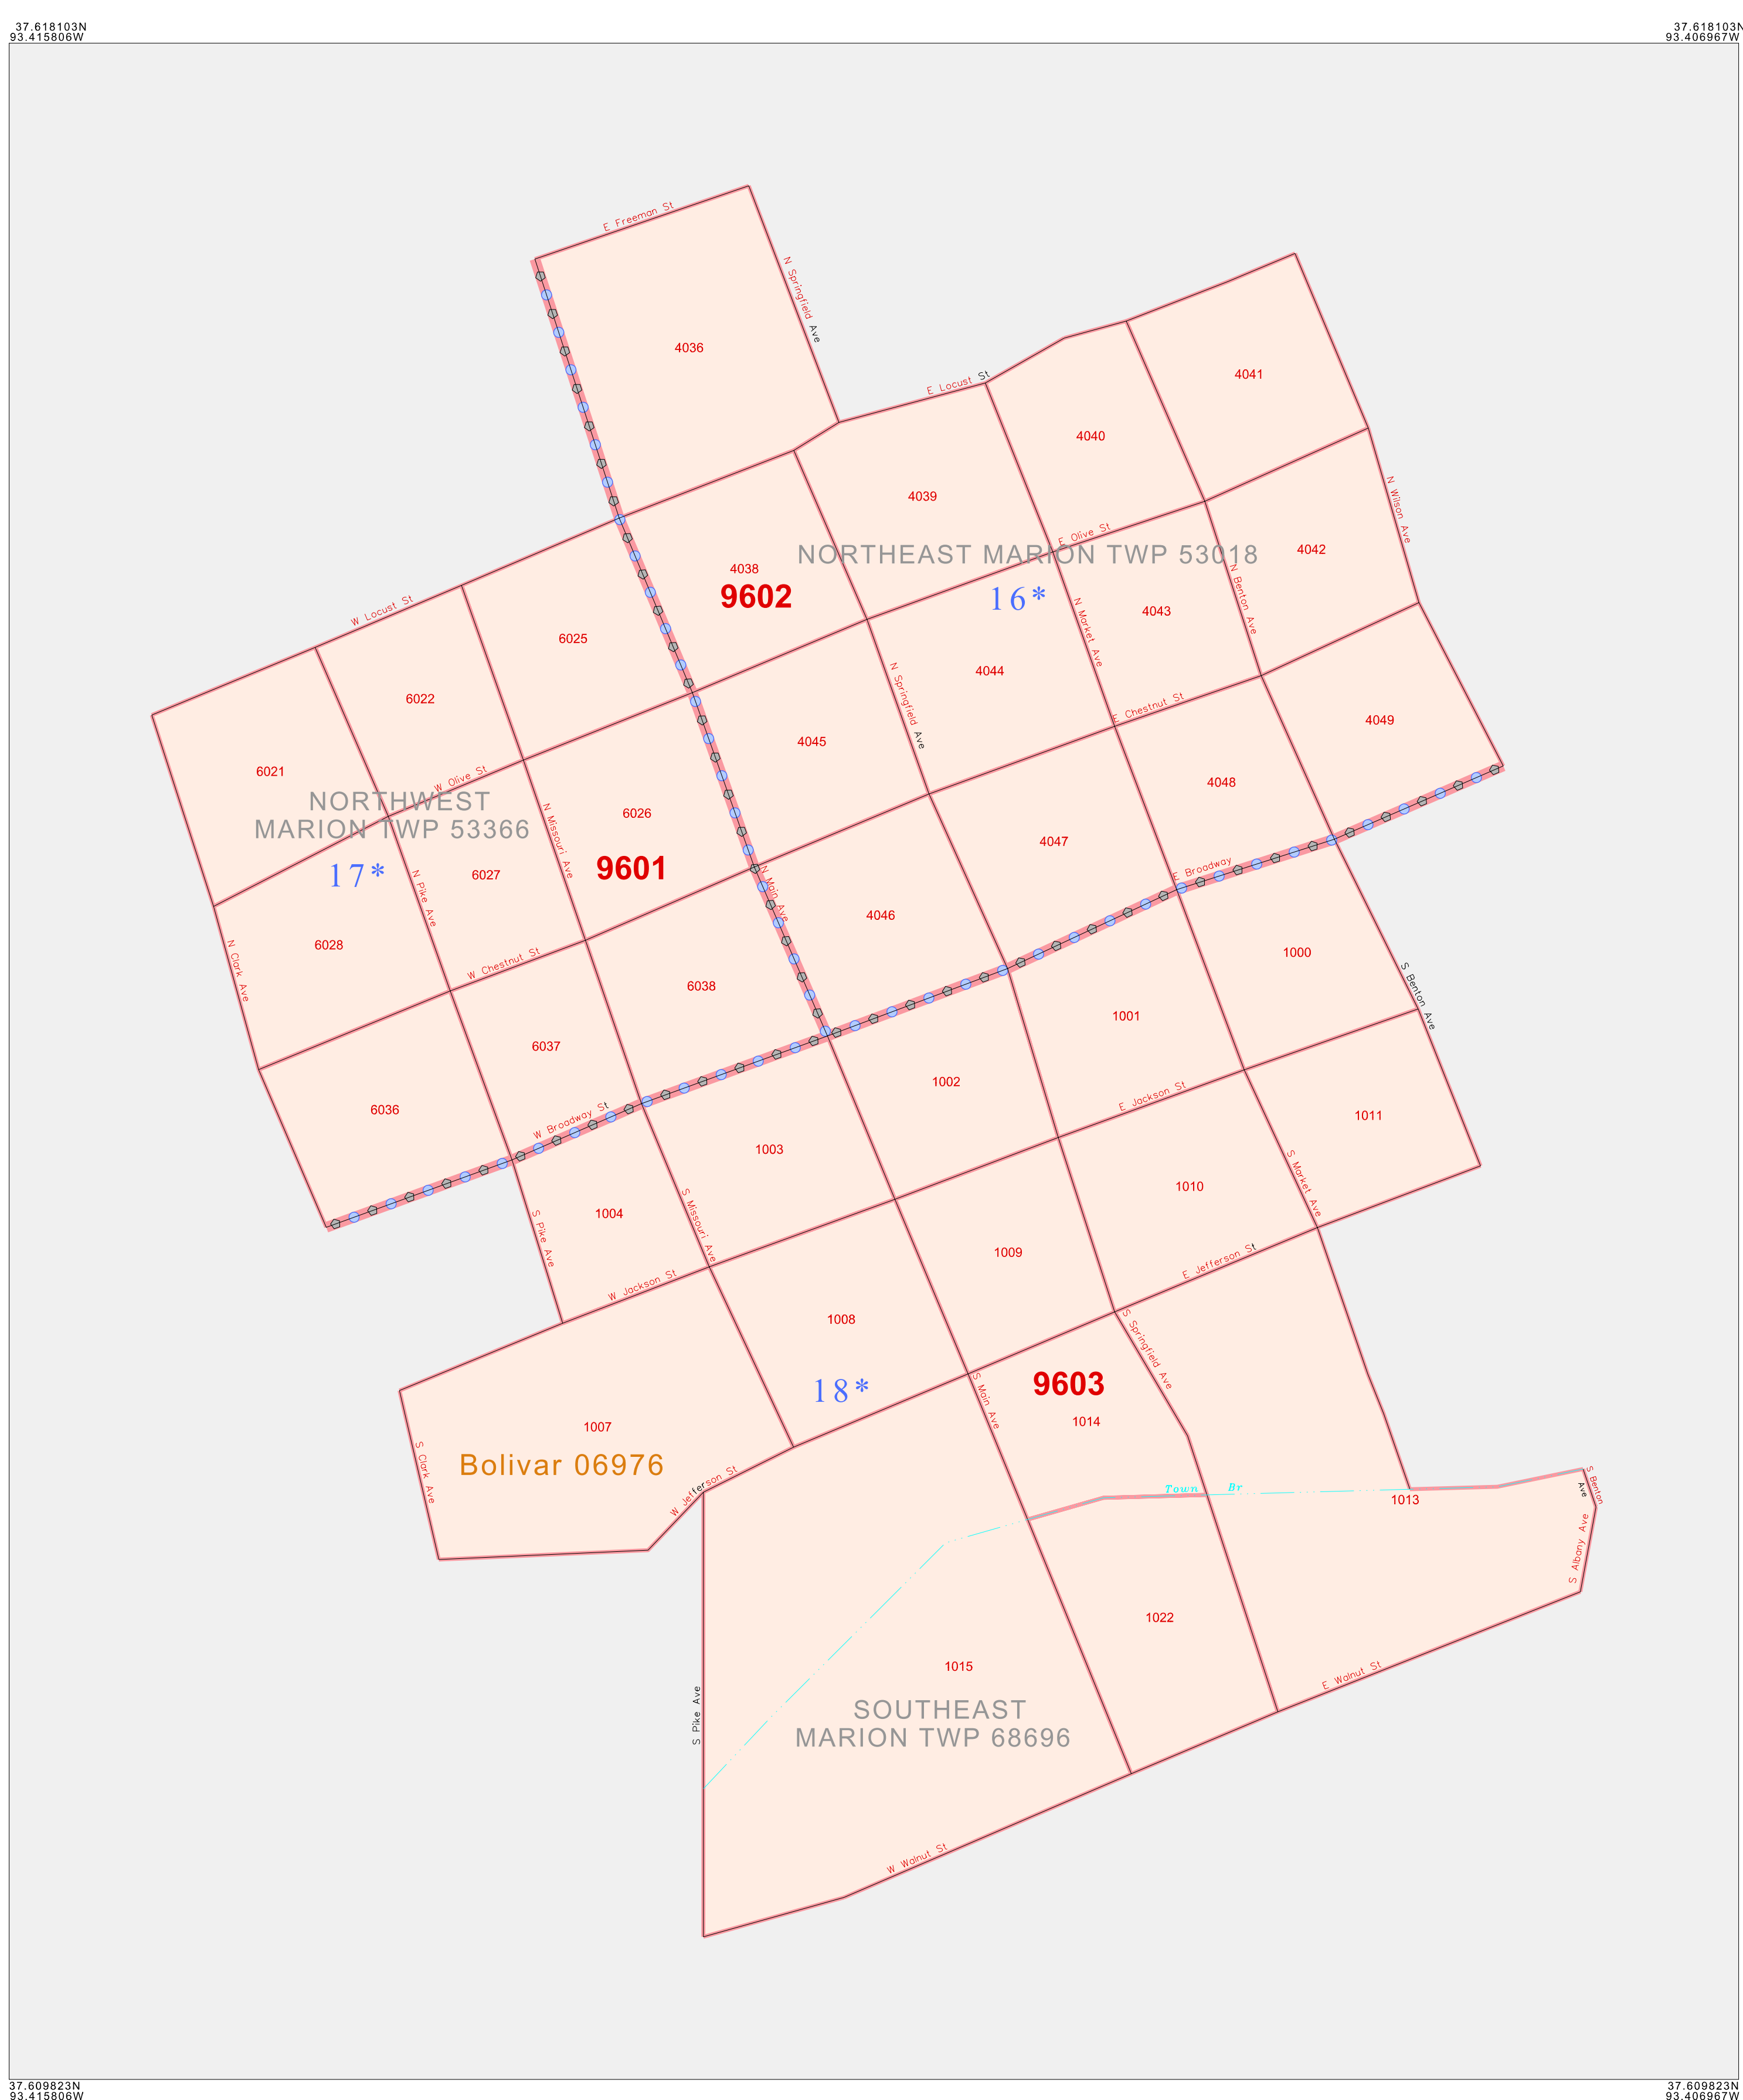 37.618103N
93.415806W
37.618103N
93.406967W
E Freeman St
N Springfield Ave
4036
4041
E Locust St
4040
4039
N Wilson Ave
E Olive St
4042
NORTHEAST MARION TWP 53018
4038
9602
16*
N Benton Ave
4043
N Market Ave
W Locust St
6025
4044
6022
N Springfield Ave
E Chestnut St
4049
4045
6021
W Olive St
4048
NORTHWEST
MARION TWP 53366
6026
N Missouri Ave
4047
9601
17*
6027
E Broadway
N Main Ave
N Pike Ave
4046
6028
1000
N Clark Ave
W Chestnut St
6038
S Benton Ave
1001
6037
1002
E Jackson St
6036
W Broadway St
1011
1003
S Market Ave
1010
1004
S Missouri Ave
S Pike Ave
1009
E Jefferson St
W Jackson St
1008
S Springfield Ave
9603
18*
S Main Ave
1014
1007
Bolivar 06976
S Clark Ave
W Jefferson St
Town Br
S Benton Ave
1013
S Albany Ave
1022
1015
E Walnut St
SOUTHEAST
MARION TWP 68696
S Pike Ave
W Walnut St
37.609823N
93.415806W
37.609823N
93.406967W